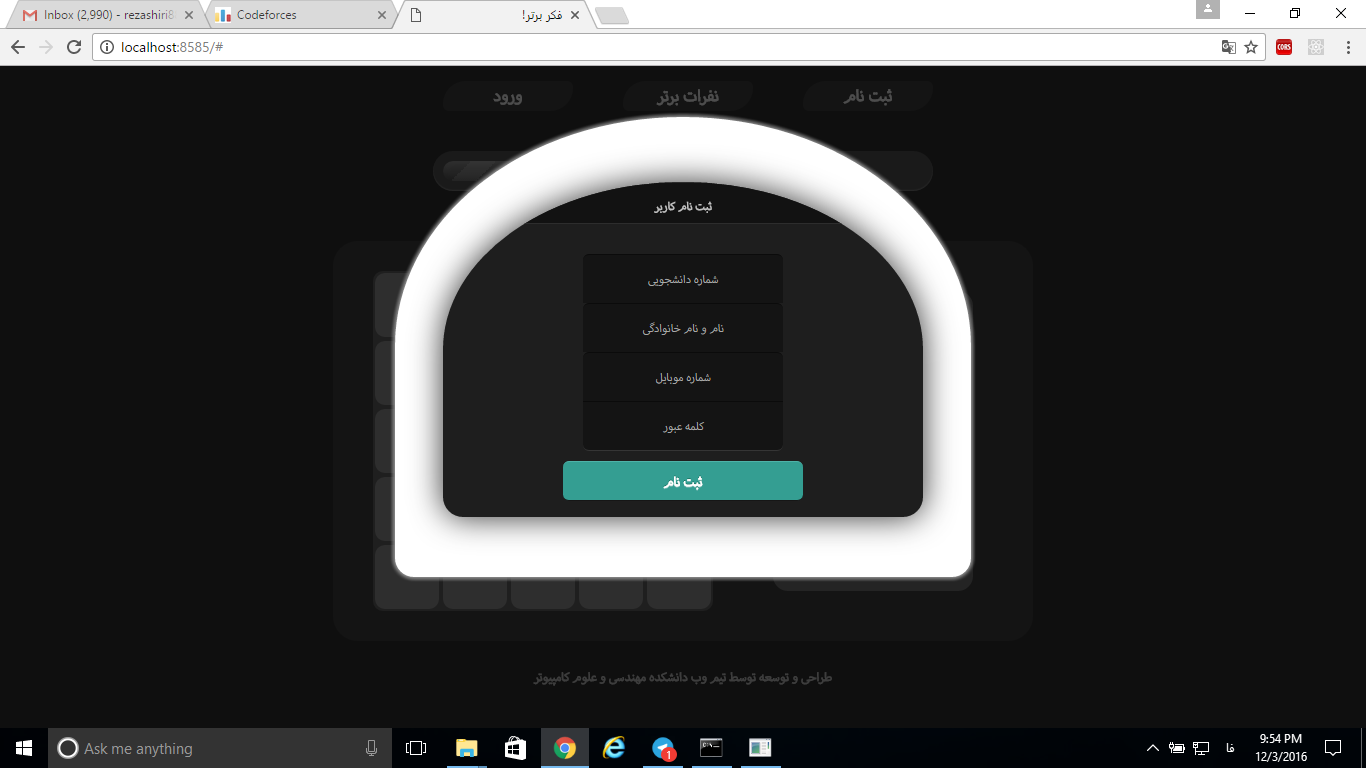 Inbox (2,990) - rezashiri8
Codeforces
فکر برتر!
localhost:8585/#
CORS
ثبت نام
نفرات برتر
ورود
ثبت نام کاربر
شماره دانشجویی
نام و نام خانوادگی
شماره موبایل
کلمه عبور
ثبت نام
طراحی و توسعه توسط تیم وب دانشکده مهندسی و علوم کامپیوتر
Ask me anything
1
فا
9:54 PM
12/3/2016